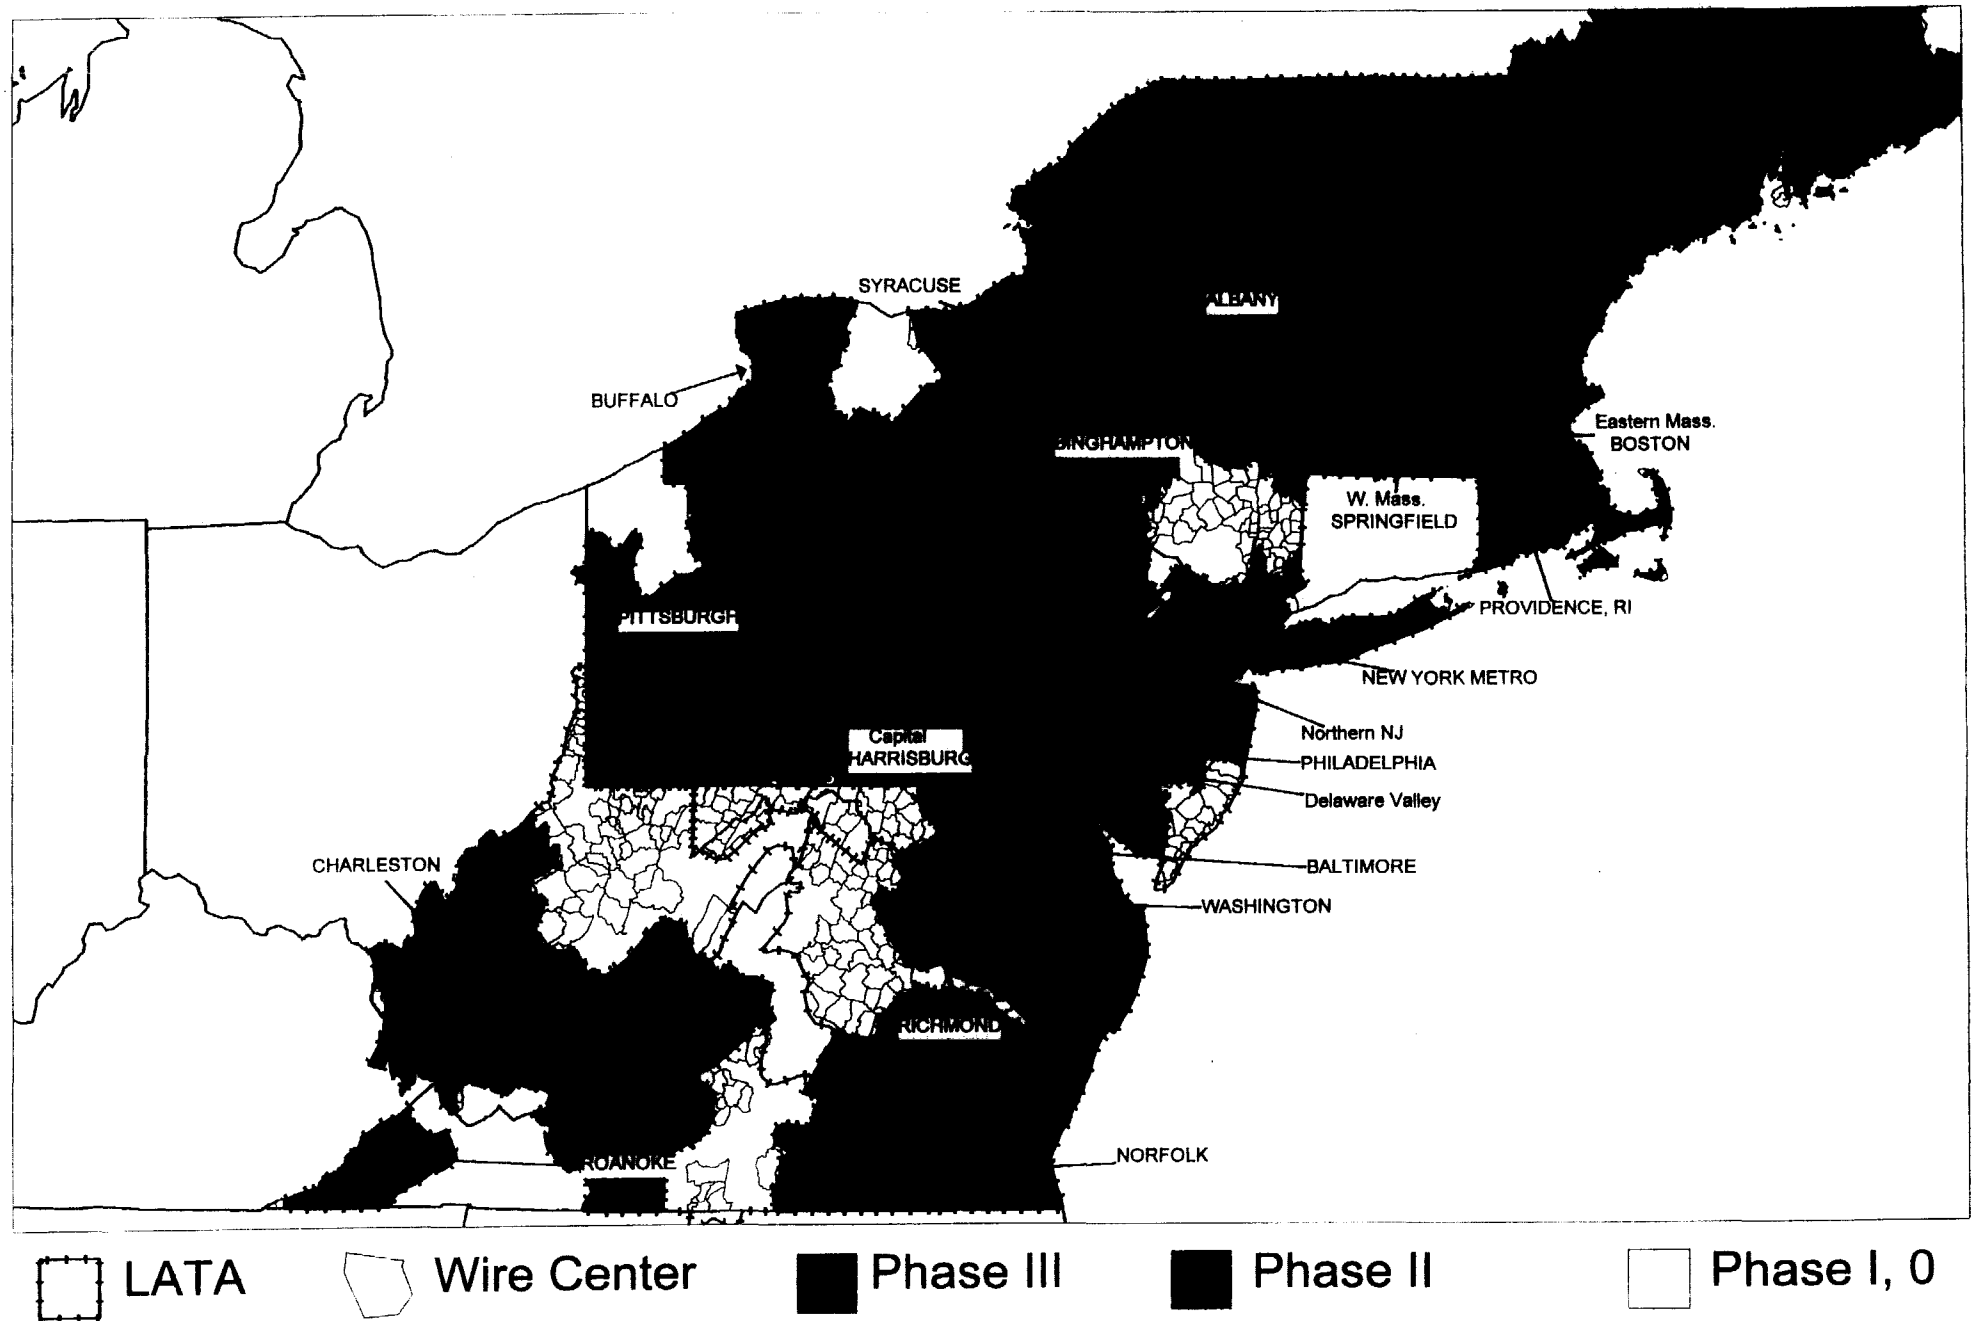 SYRACUSE
ALBANY
BUFFALO
Eastern Mass.
BOSTON
BINGHAMPTON
W. Mass.
SPRINGFIELD
PROVIDENCE, RI
PITTSBURGH
NEW YORK METRO
Northern NJ
Capital
HARRISBURG
PHILADELPHIA
Delaware Valley
CHARLESTON
BALTIMORE
WASHINGTON
RICHMOND
NORFOLK
ROANOKE
LATA
Wire Center
Phase III
Phase II
Phase I, 0